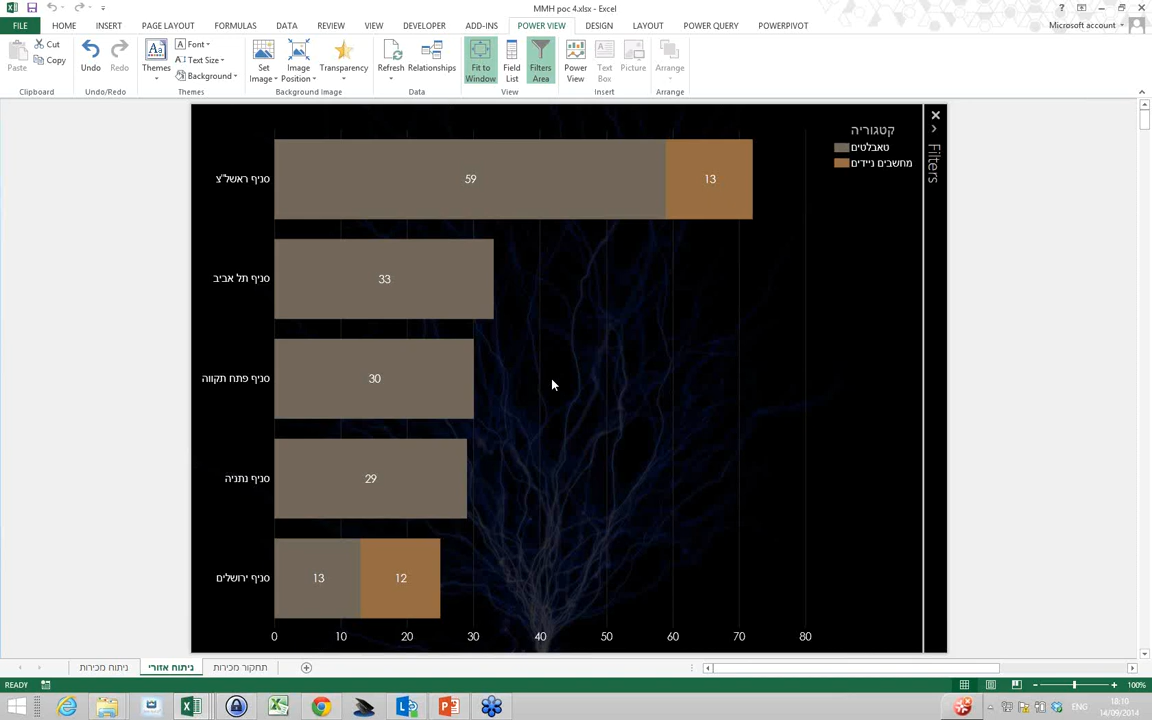 MMH poc 4.xlsx - Excel
FILE HOME INSERT PAGE LAYOUT FORMULAS DATA REVIEW VIEW DEVELOPER ADD-INS POWER VIEW DESIGN LAYOUT POWER QUERY POWERPIVOT Microsoft account
Paste Cut Copy
Clipboard
Undo Redo
Undo/Redo
Themes Font Text Size Background
Themes
Set Image Image Position Transparency
Background Image
Refresh Relationships
Data
Fit to Window Field List Filters Area
View
Power View Text Box Picture
Insert
Arrange
Arrange
קטגוריה
טאבלטים
מחשבים ניידים
Filters
סניף ראשל"צ 59 13
סניף תל אביב 33
סניף פתח תקווה 30
סניף נתניה 29
סניף ירושלים 13 12
0 10 20 30 40 50 60 70 80
ניתוח מכירות ניתוח אזורי תחקור מכירות
READY 100%
ENG 18:10
14/09/2014